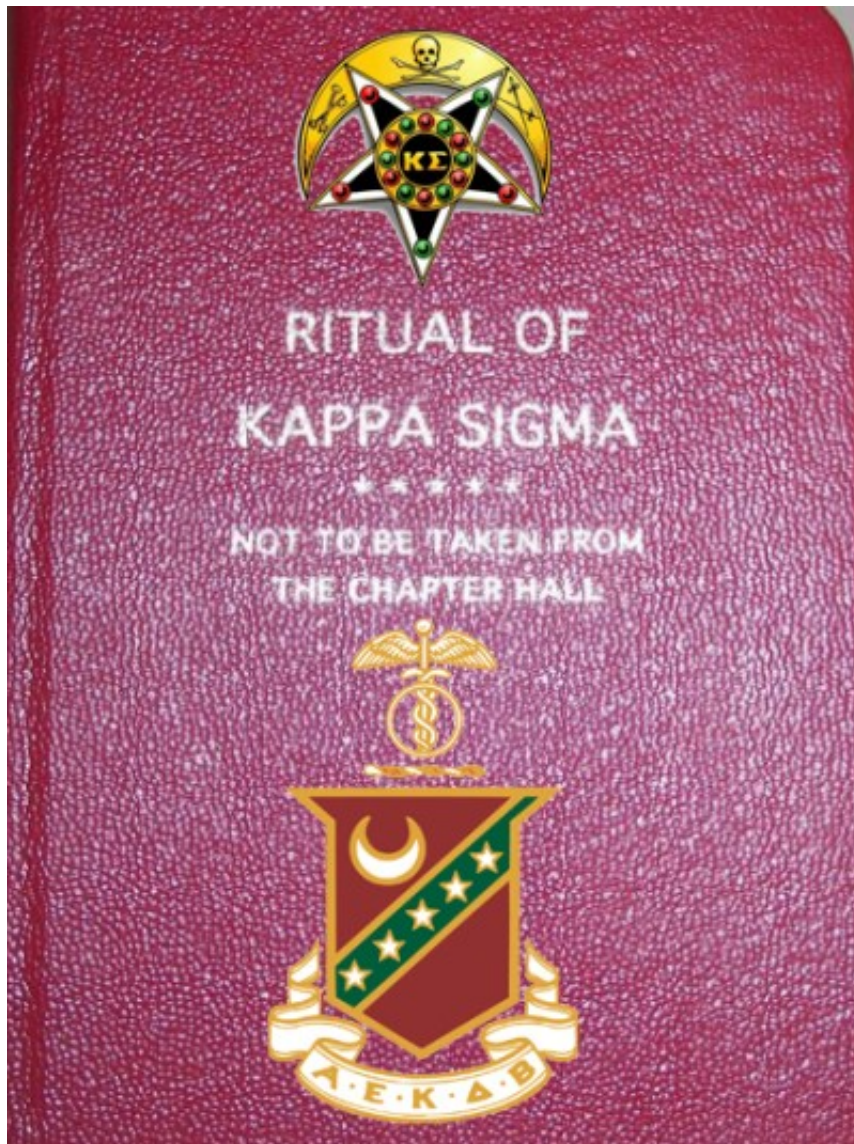 ΚΣ
RITUAL OF
KAPPA SIGMA
★ ★ ★ ★ ★
NOT TO BE TAKEN FROM
THE CHAPTER HALL
Α · Ε · Κ · Δ · Β